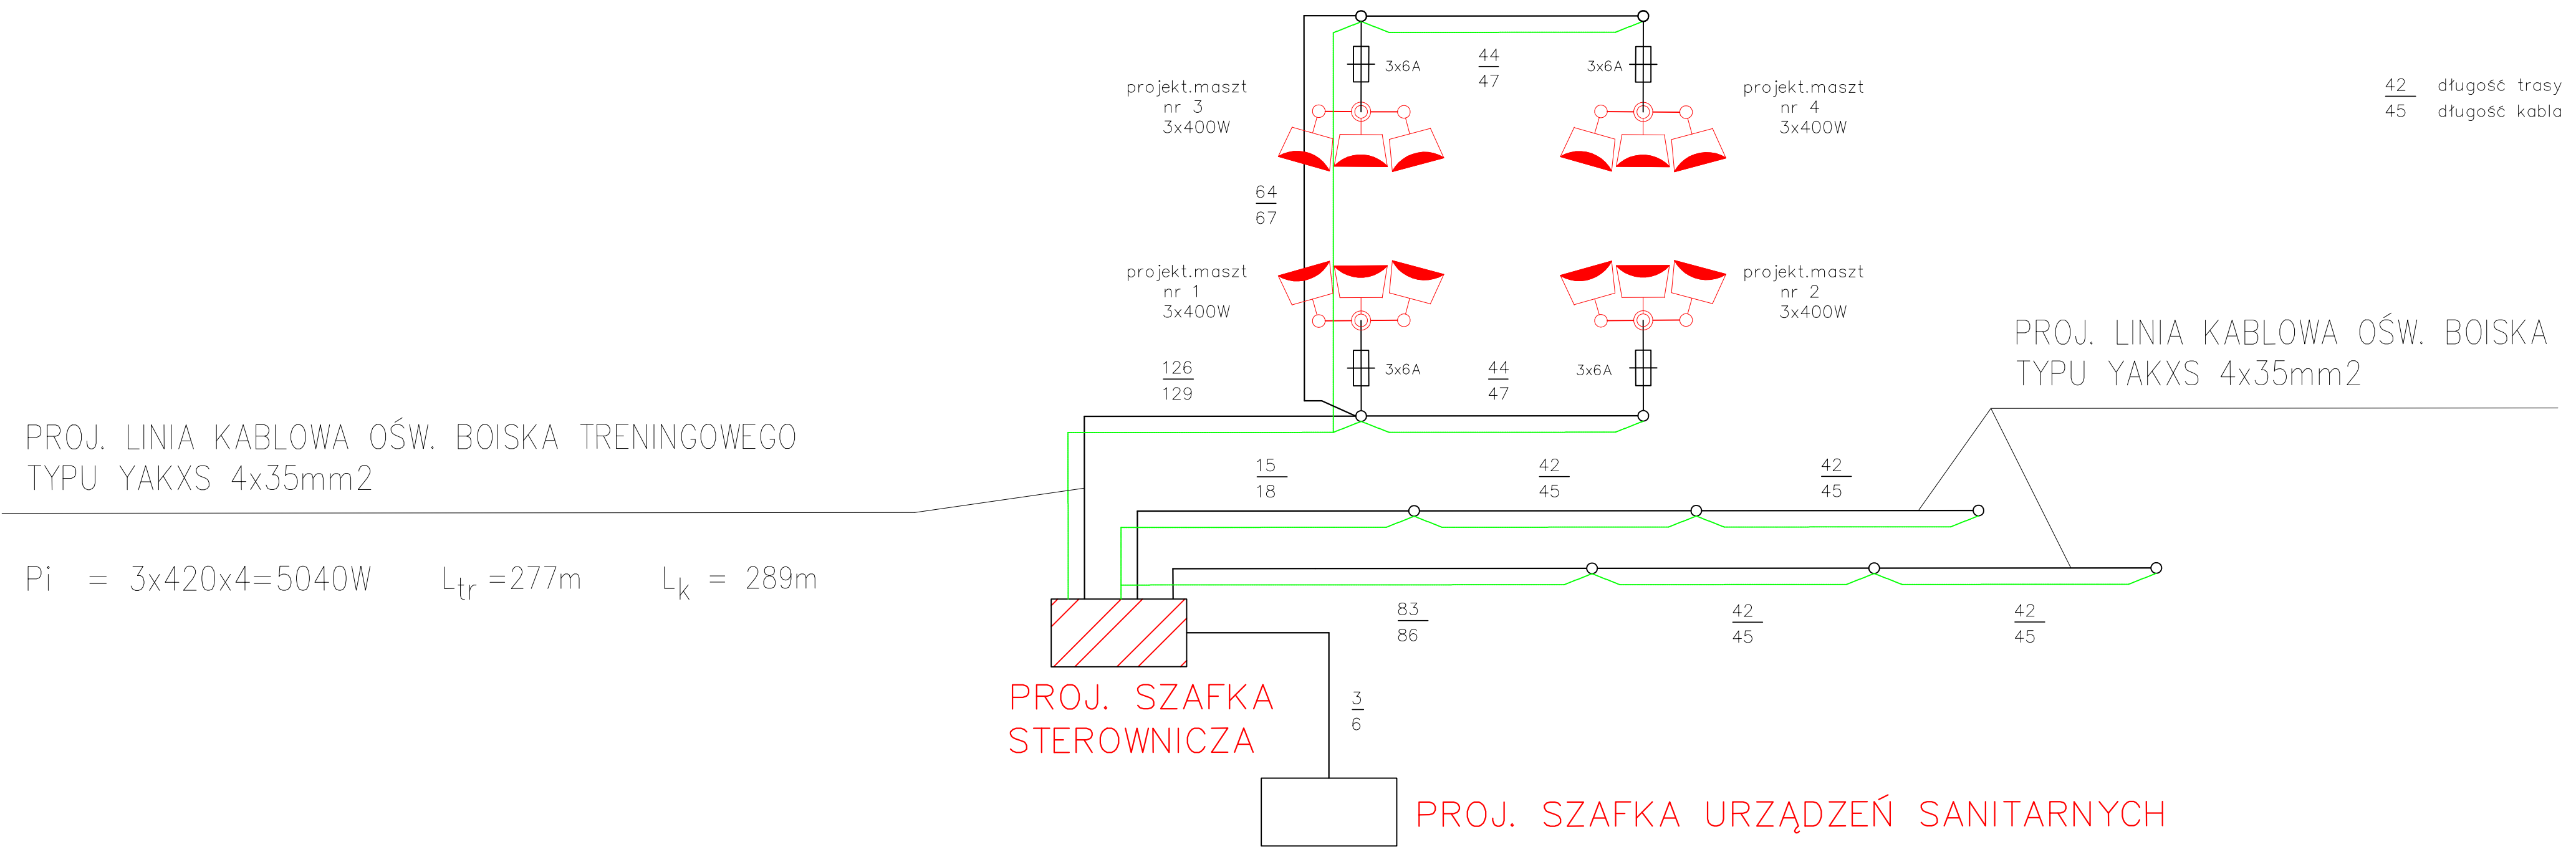 3x6A
44
47
3x6A
projekt.maszt
nr 3
3x400W
projekt.maszt
nr 4
3x400W
42 długość trasy
45 długość kabla
64
67
projekt.maszt
nr 1
3x400W
projekt.maszt
nr 2
3x400W
126
129
3x6A
44
47
3x6A
PROJ. LINIA KABLOWA OŚW. BOISKA
TYPU YAKXS 4x35mm2
PROJ. LINIA KABLOWA OŚW. BOISKA TRENINGOWEGO
TYPU YAKXS 4x35mm2
15
18
42
45
42
45
Pi = 3x420x4=5040W Ltr =277m Lk = 289m
83
86
42
45
42
45
PROJ. SZAFKA
STEROWNICZA
3
6
PROJ. SZAFKA URZĄDZEŃ SANITARNYCH